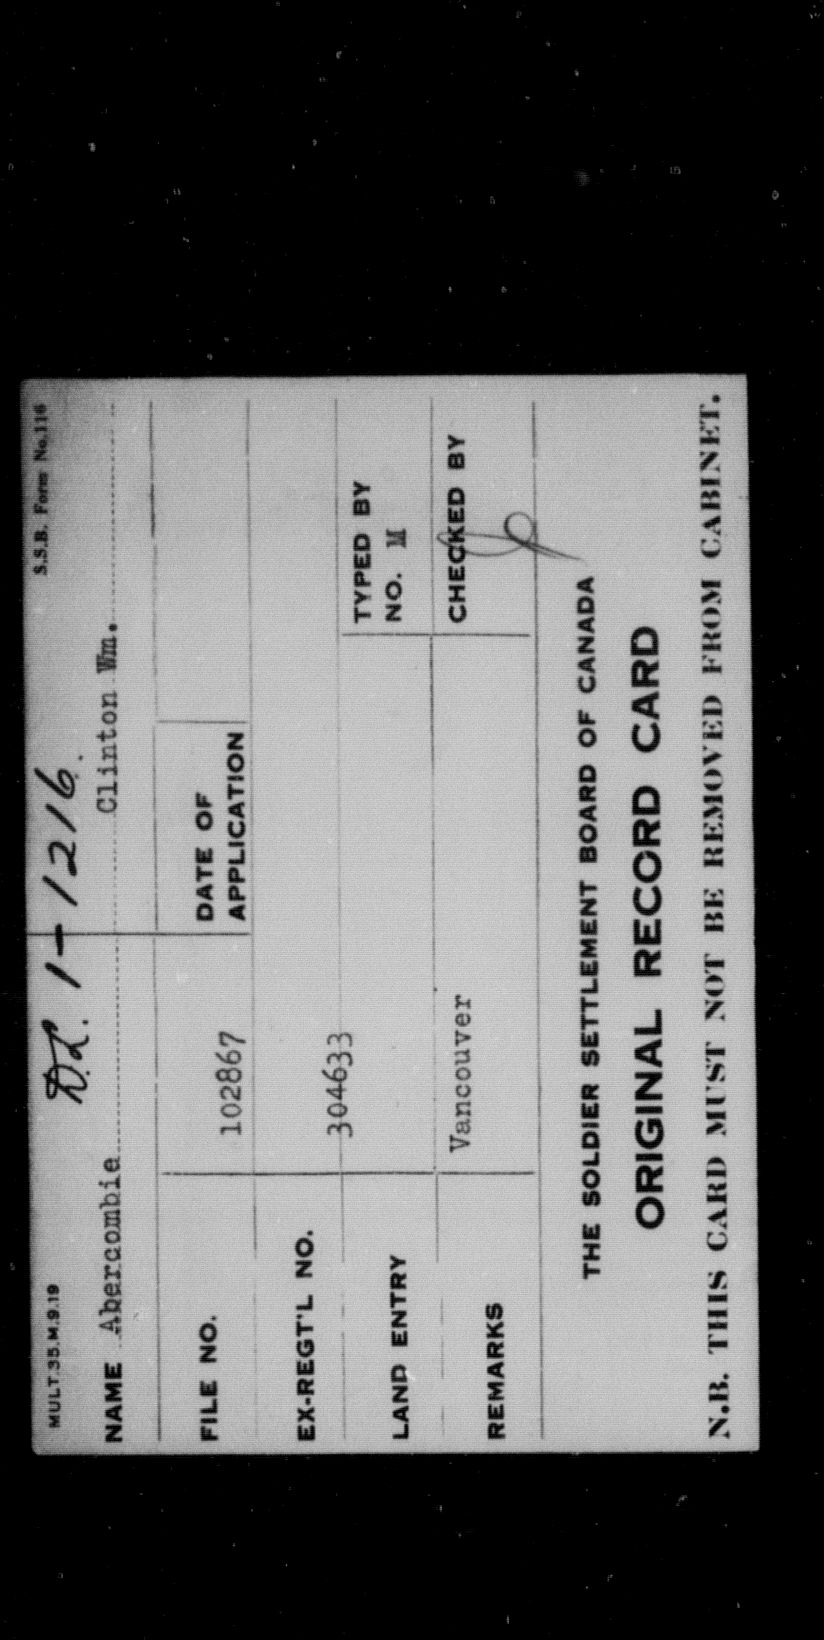 MULT.35.M.9.19
S.S.B. Form No.116
D.L. 1-1216.
NAME Abercombie Clinton Wm.
FILE NO. 102867 DATE OF APPLICATION
EX-REGT'L NO. 304633
LAND ENTRY
TYPED BY
NO. M
REMARKS Vancouver
CHECKED BY
THE SOLDIER SETTLEMENT BOARD OF CANADA
ORIGINAL RECORD CARD
N.B. THIS CARD MUST NOT BE REMOVED FROM CABINET.